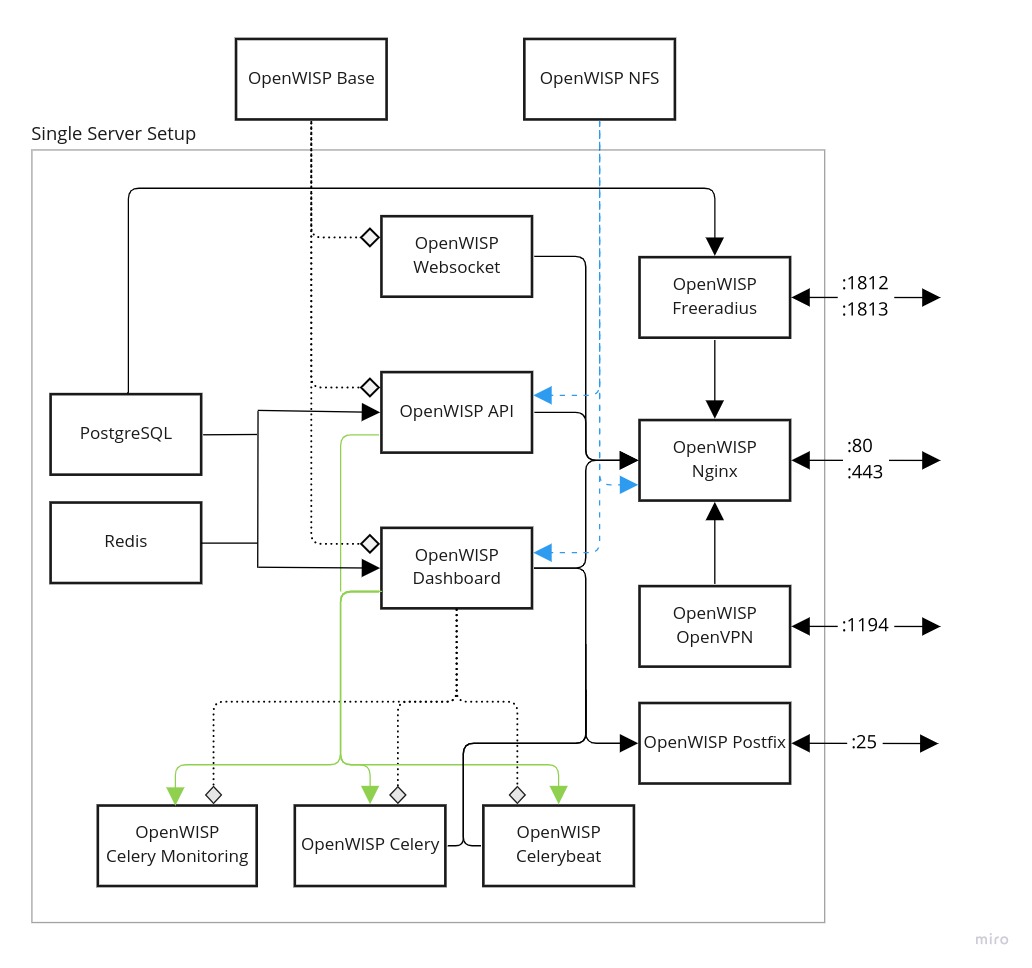 OpenWISP Base
OpenWISP NFS
Single Server Setup
OpenWISP
Websocket
OpenWISP
Freeradius
:1812
:1813
PostgreSQL
OpenWISP API
OpenWISP
Nginx
:80
:443
Redis
OpenWISP
Dashboard
OpenWISP
OpenVPN
:1194
OpenWISP Postfix
:25
OpenWISP
Celery Monitoring
OpenWISP Celery
OpenWISP
Celerybeat
miro